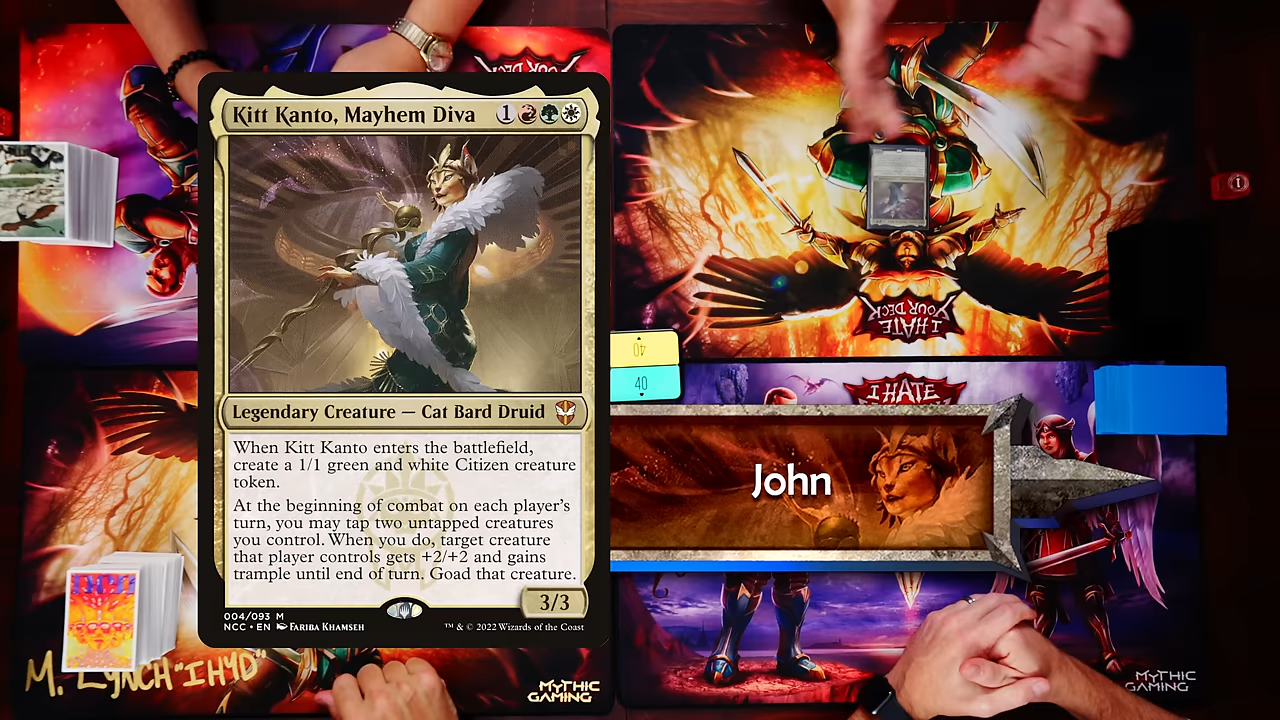 Kitt Kanto, Mayhem Diva 1
Legendary Creature — Cat Bard Druid
When Kitt Kanto enters the battlefield,
create a 1/1 green and white Citizen creature
token.
At the beginning of combat on each player's
turn, you may tap two untapped creatures
you control. When you do, target creature
that player controls gets +2/+2 and gains
trample until end of turn. Goad that creature.
3/3
004/093 M
NCC • EN FARIBA KHAMSEH
™ & © 2022 Wizards of the Coast
YOUR DECK
I HATE
YOUR DECK
40
40
I HATE
John
M. LYNCH "IHYD"
MYTHIC
GAMING
MYTHIC
GAMING